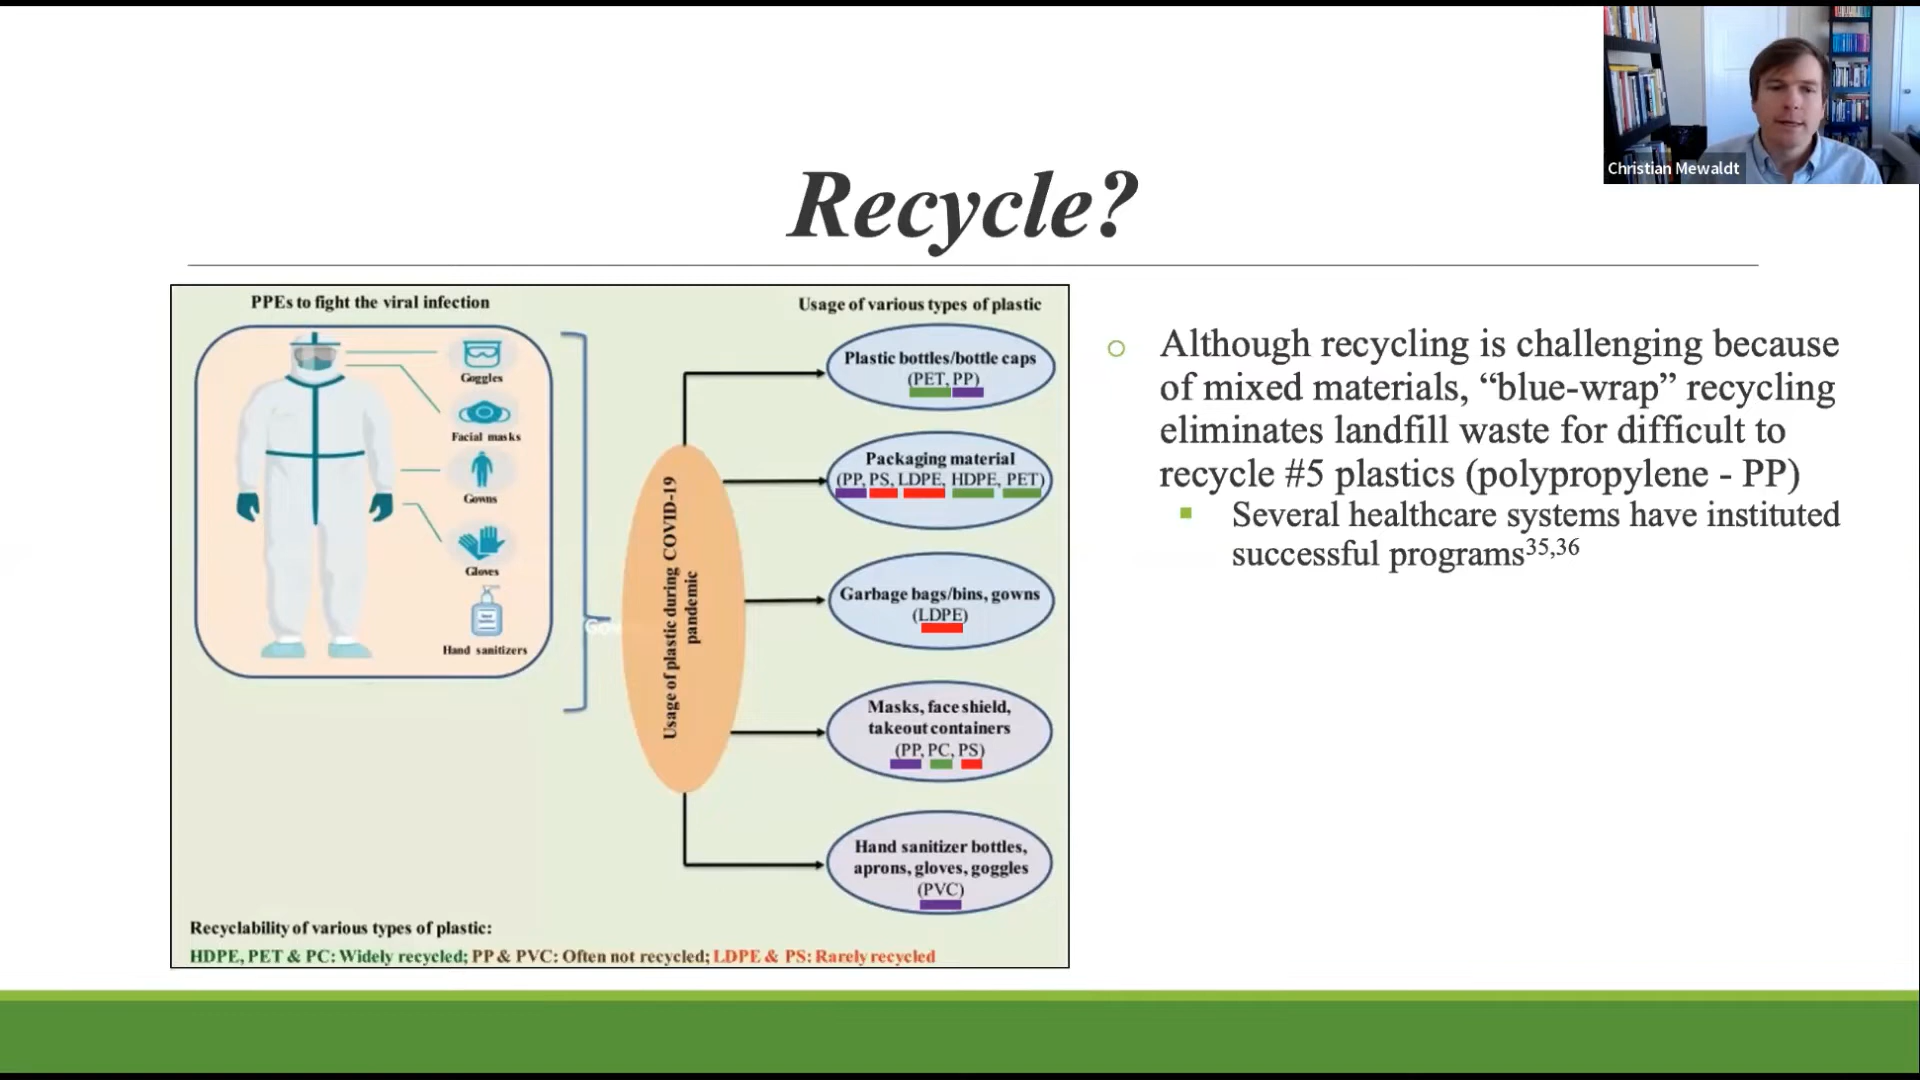 Christian Mewaldt
Recycle?
PPEs to fight the viral infection
Goggles
Facial masks
Gowns
Gloves
Hand sanitizers
Usage of plastic during COVID-19
pandemic
Usage of various types of plastic
Plastic bottles/bottle caps
(PET, PP)
Packaging material
(PP, PS, LDPE, HDPE, PET)
Garbage bags/bins, gowns
(LDPE)
Masks, face shield,
takeout containers
(PP, PC, PS)
Hand sanitizer bottles,
aprons, gloves, goggles
(PVC)
Recyclability of various types of plastic:
HDPE, PET & PC: Widely recycled; PP & PVC: Often not recycled; LDPE & PS: Rarely recycled
Although recycling is challenging because
of mixed materials, “blue-wrap” recycling
eliminates landfill waste for difficult to
recycle #5 plastics (polypropylene - PP)
Several healthcare systems have instituted
successful programs35,36